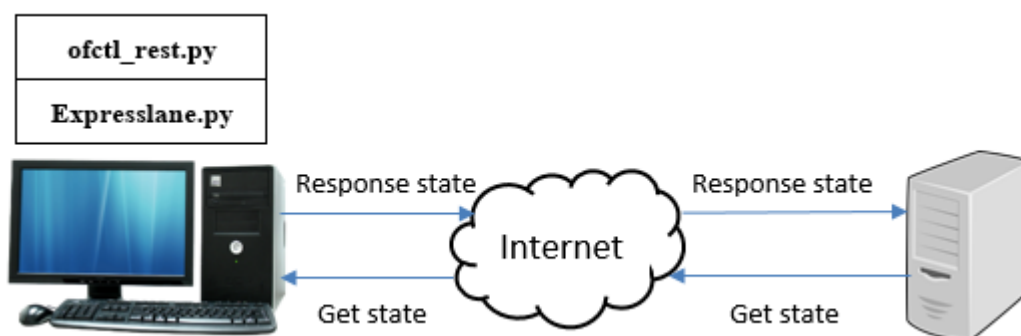 ofctl_rest.py
Expresslane.py
Response state
Response state
Internet
Get state
Get state